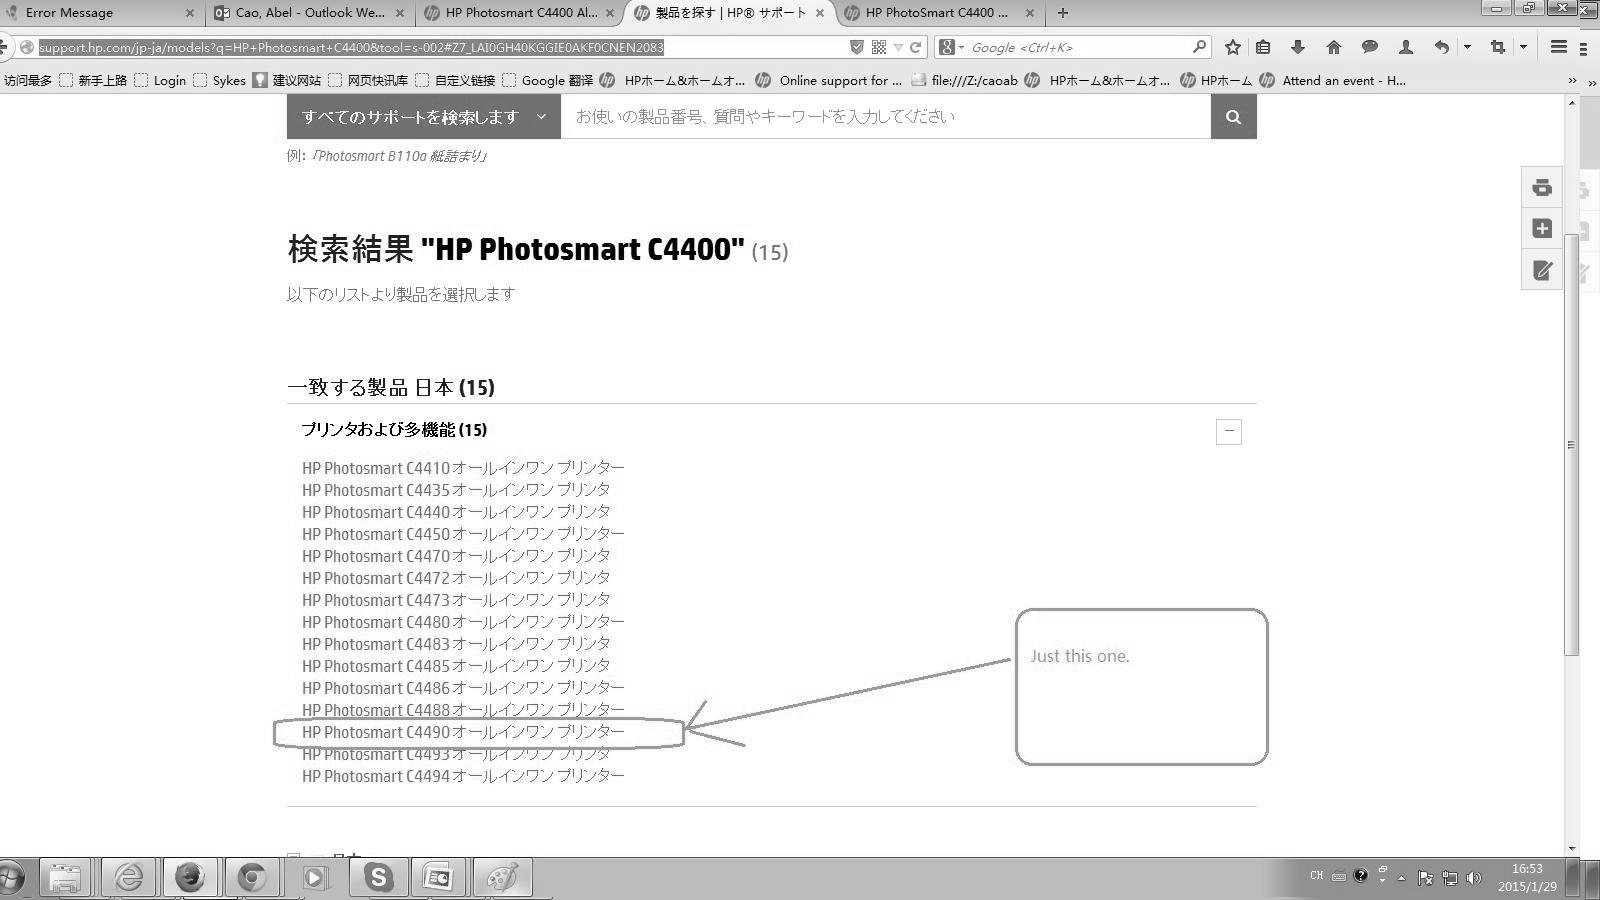 Error Message
Cao, Abel - Outlook We...
HP Photosmart C4400 Al...
製品を探す | HP® サポート
HP PhotoSmart C4400 ...
support.hp.com/jp-ja/models?q=HP+Photosmart+C4400&tool=s-002#Z7_LAI0GH40KGGIE0AKF0CNEN2083
Google <Ctrl+K>
访问最多 新手上路 Login Sykes 建议网站 网页快讯库 自定义链接 Google 翻译 HPホーム&ホームオ... Online support for ... file:///Z:/caoab HPホーム&ホームオ... HPホーム Attend an event - H...
すべてのサポートを検索します
お使いの製品番号、質問やキーワードを入力してください
例: 「Photosmart B110a 紙詰まり」
検索結果 "HP Photosmart C4400" (15)
以下のリストより製品を選択します
一致する製品 日本 (15)
プリンタおよび多機能 (15)
HP Photosmart C4410 オールインワン プリンター
HP Photosmart C4435 オールインワン プリンタ
HP Photosmart C4440 オールインワン プリンタ
HP Photosmart C4450 オールインワン プリンター
HP Photosmart C4470 オールインワン プリンタ
HP Photosmart C4472 オールインワン プリンタ
HP Photosmart C4473 オールインワン プリンタ
HP Photosmart C4480 オールインワン プリンター
HP Photosmart C4483 オールインワン プリンタ
HP Photosmart C4485 オールインワン プリンタ
HP Photosmart C4486 オールインワン プリンター
HP Photosmart C4488 オールインワン プリンター
HP Photosmart C4490 オールインワン プリンター
HP Photosmart C4493 オールインワン プリンタ
HP Photosmart C4494 オールインワン プリンター
Just this one.
CH
16:53
2015/1/29